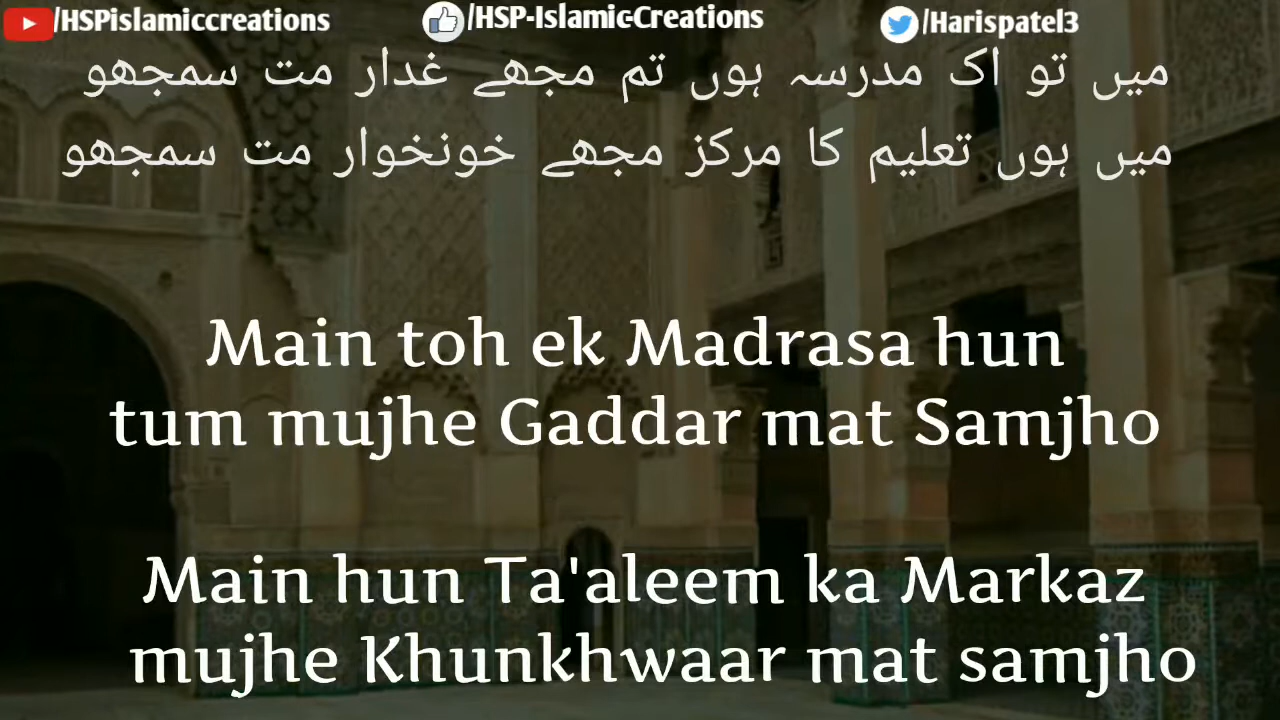 /HSPislamiccreations
/HSP-IslamicCreations
/Harispatel3
میں تو اک مدرسہ ہوں تم مجھے غدار مت سمجھو
میں ہوں تعلیم کا مرکز مجھے خونخوار مت سمجھو
Main toh ek Madrasa hun
tum mujhe Gaddar mat Samjho
Main hun Ta'aleem ka Markaz
mujhe Khunkhwaar mat samjho